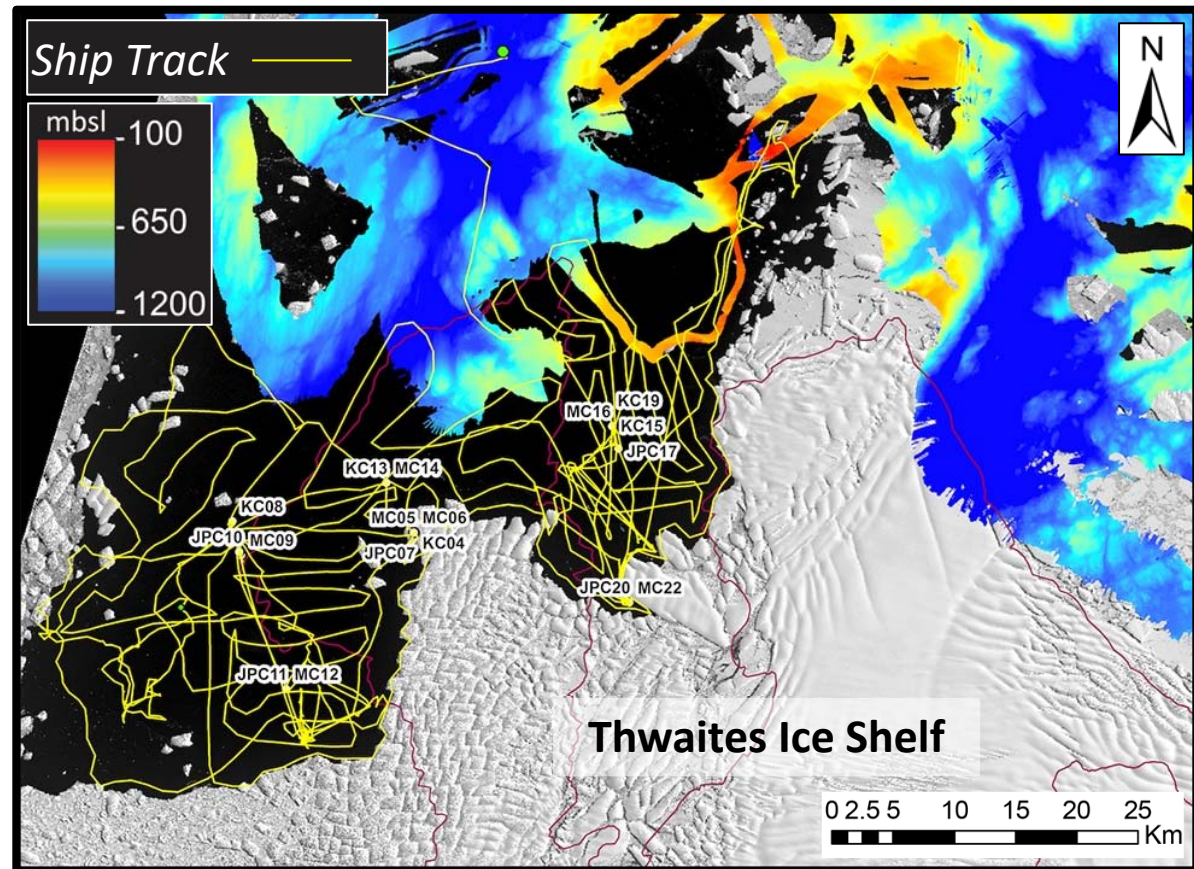 Ship Track
N
mbsl
100
650
1200
MC16 KC19
KC15
JPC17
KC13 MC14
KC08
MC05 MC06
JPC10 MC09
JPC07 KC04
JPC20 MC22
JPC11 MC12
Thwaites Ice Shelf
0 2.5 5 10 15 20 25
Km